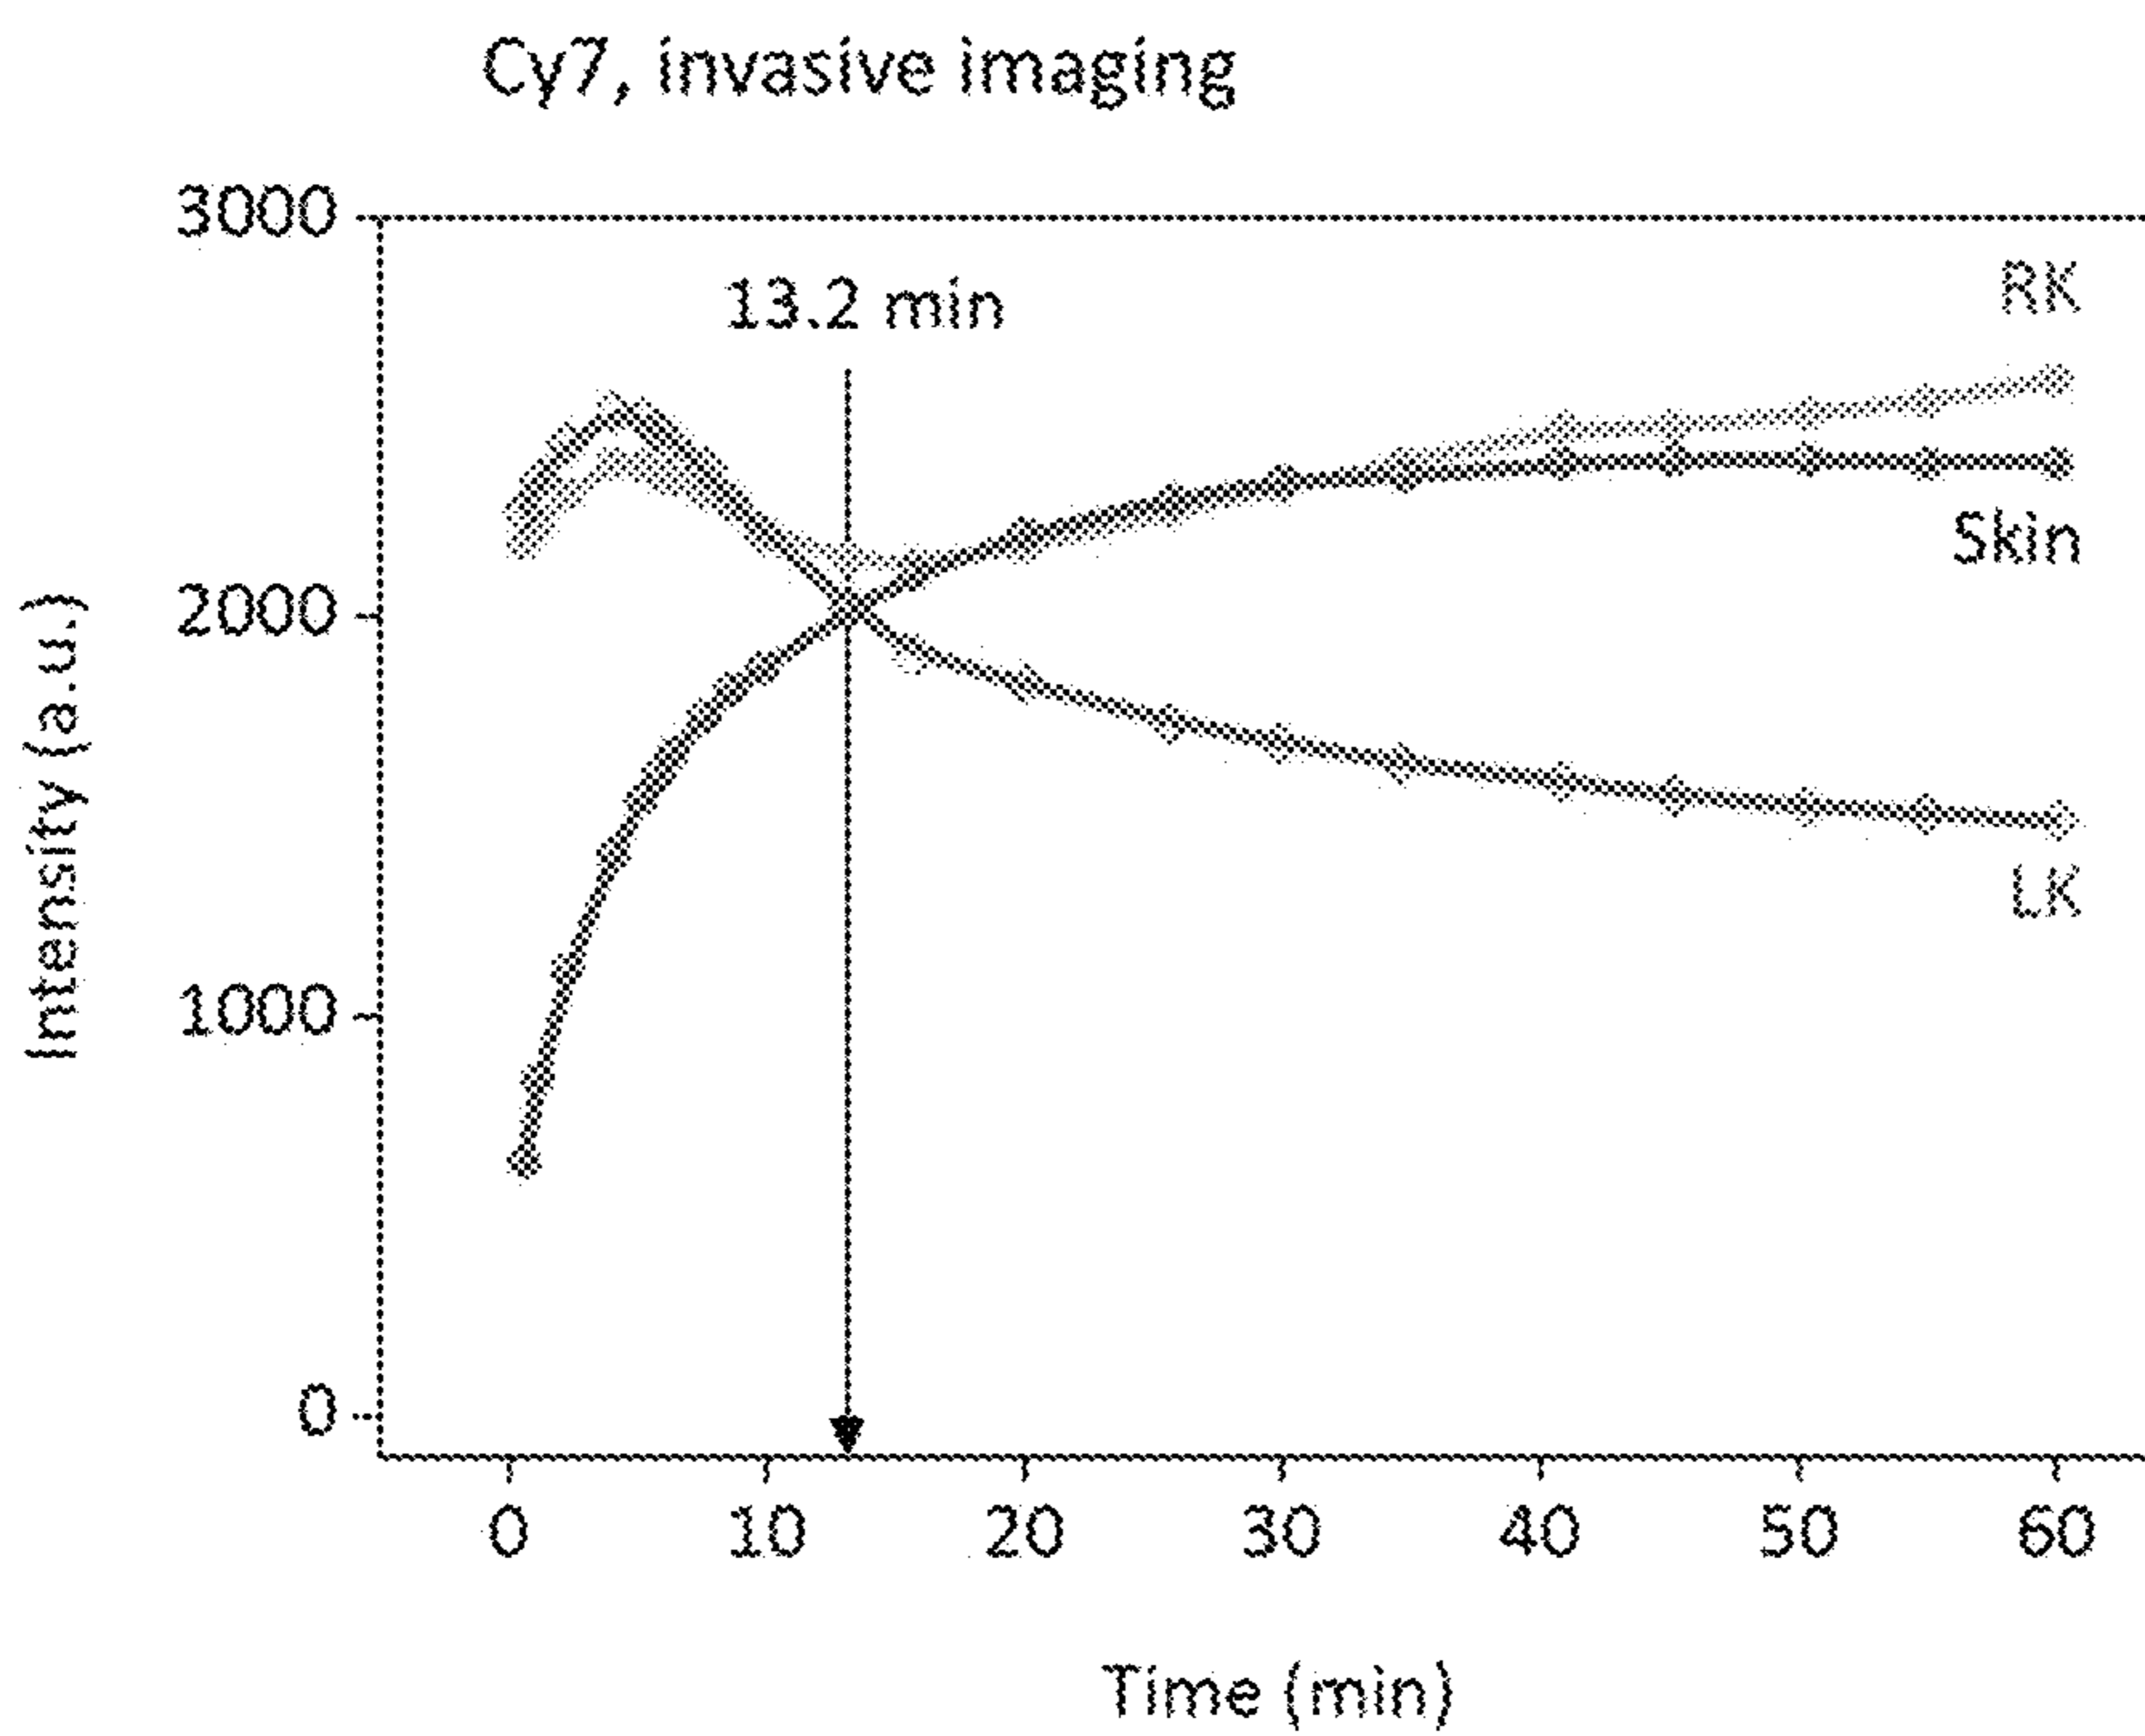 Cy7, invasive imaging
3000
13.2 min
RK
Skin
2000
Intensity (a.u.)
LK
1000
0
0 10 20 30 40 50 60
Time (min)